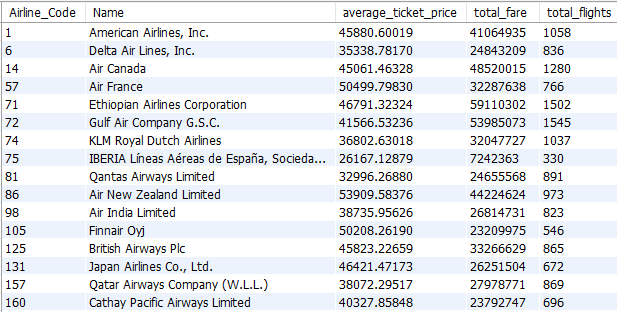 Airline_Code Name average_ticket_price total_fare total_flights
1 American Airlines, Inc. 45880.60019 41064935 1058
6 Delta Air Lines, Inc. 35338.78170 24843209 836
14 Air Canada 45061.46328 48520015 1280
57 Air France 50499.79830 32287638 766
71 Ethiopian Airlines Corporation 46791.32324 59110302 1502
72 Gulf Air Company G.S.C. 41566.53236 53985073 1545
74 KLM Royal Dutch Airlines 36802.63018 32047727 1037
75 IBERIA Líneas Aéreas de España, Socieda... 26167.12879 7242363 330
81 Qantas Airways Limited 32996.26880 24655568 891
86 Air New Zealand Limited 53909.58376 44224624 973
98 Air India Limited 38735.95626 26814731 823
105 Finnair Oyj 50208.26190 23209975 546
125 British Airways Plc 45823.22659 33266629 865
131 Japan Airlines Co., Ltd. 46421.47173 26251504 672
157 Qatar Airways Company (W.L.L.) 38072.29517 27978771 869
160 Cathay Pacific Airways Limited 40327.85848 23792747 696